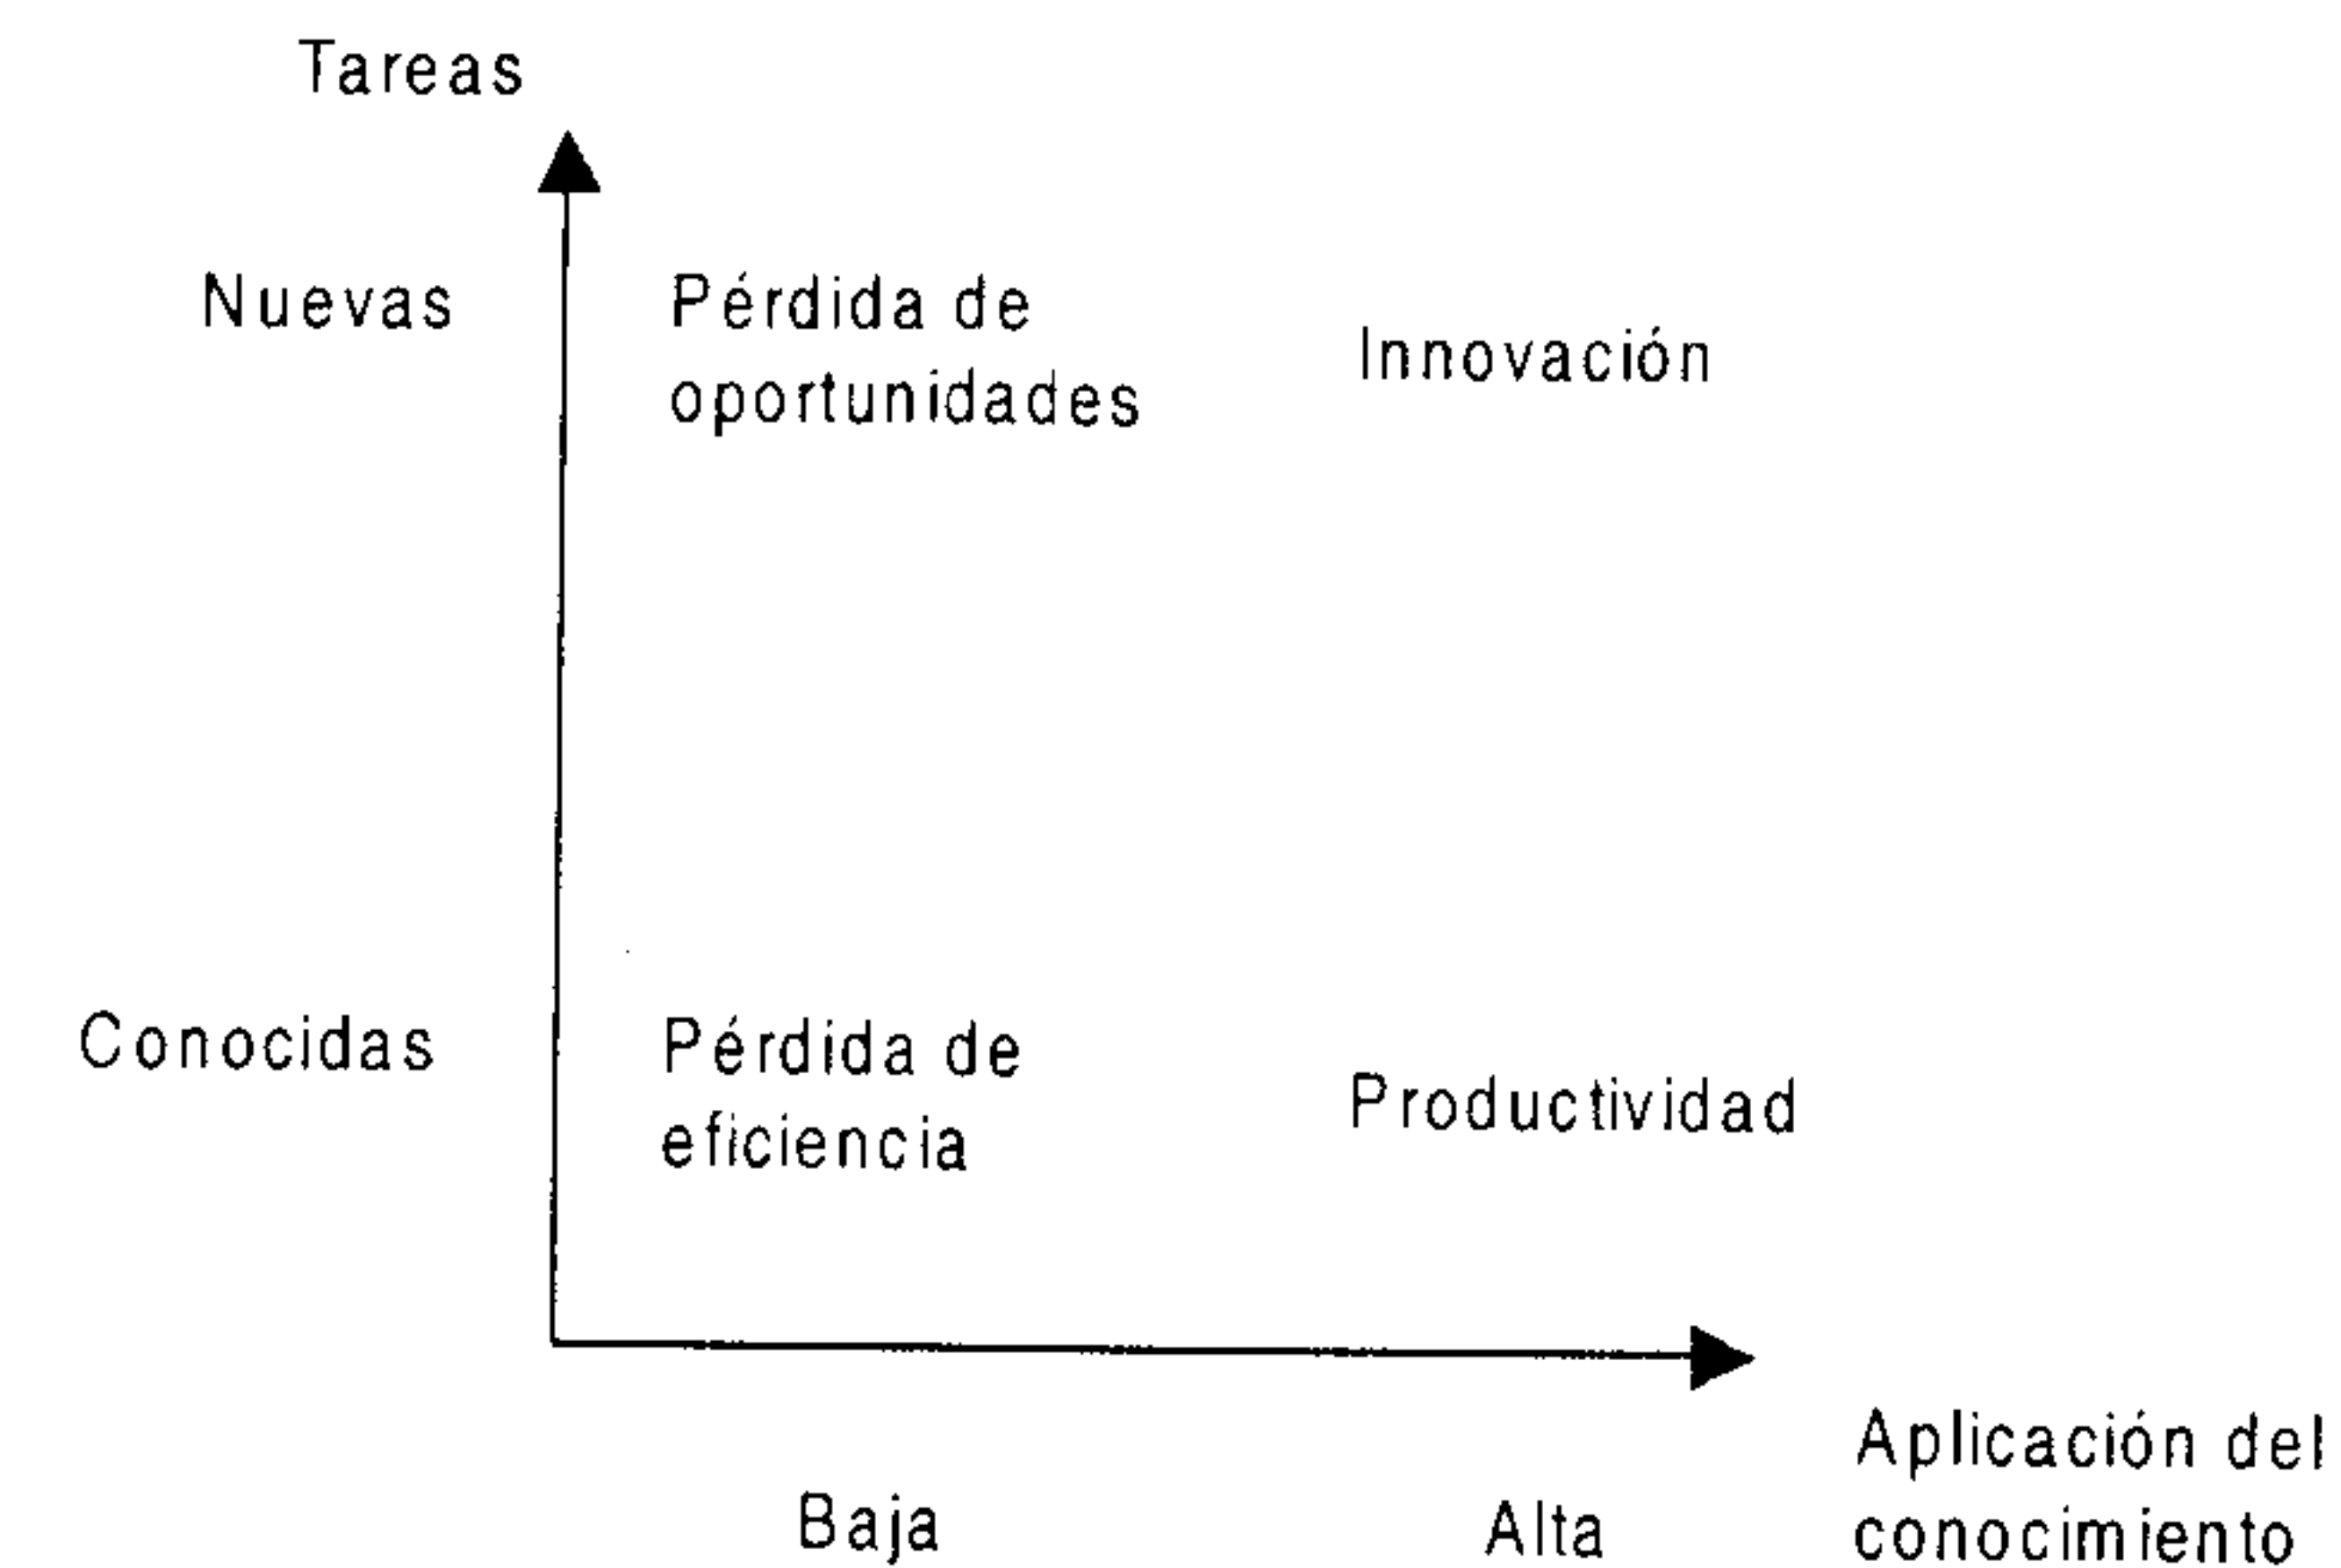 Tareas
Nuevas
Pérdida de
oportunidades
Innovación
Conocidas
Pérdida de
eficiencia
Productividad
Baja
Alta
Aplicación del
conocimiento